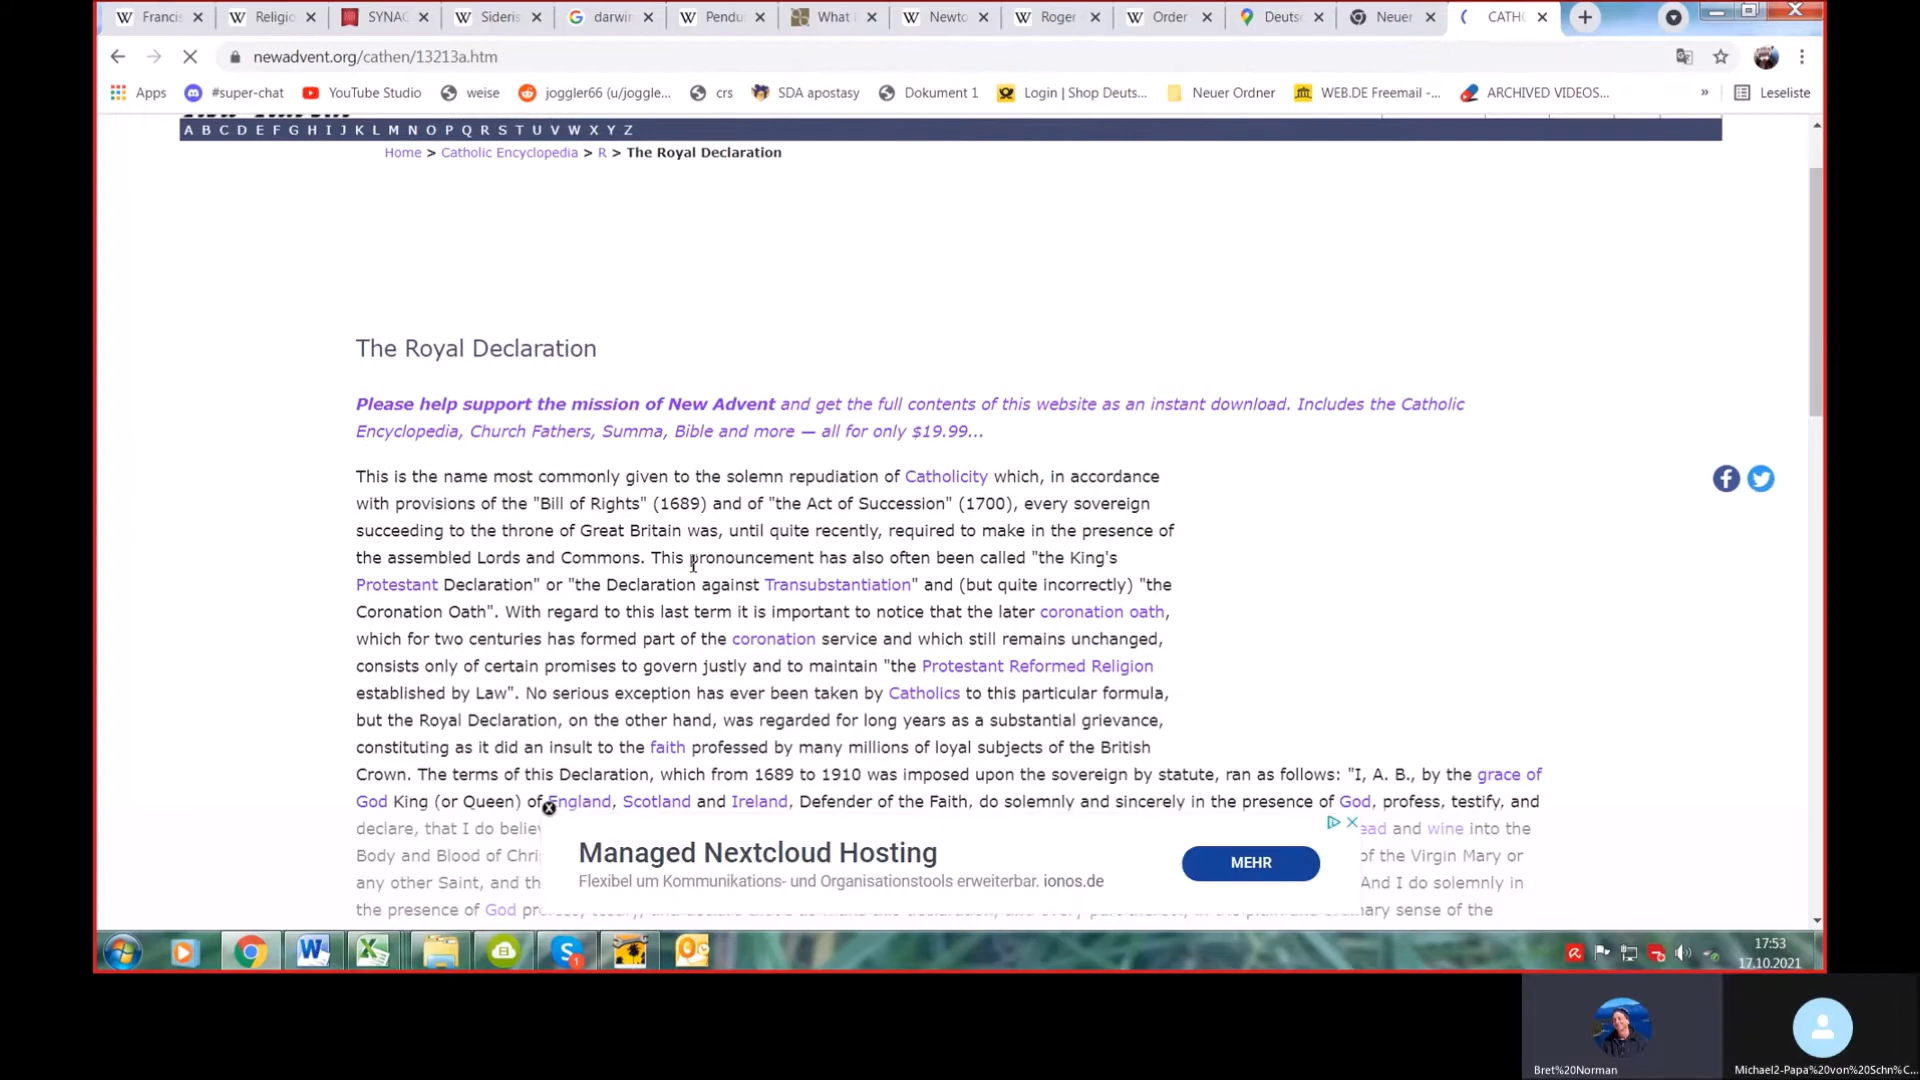 Francis
Religio
SYNAG
Sideris
darwin
Pendu
What
Newto
Roger
Order
Deuts
Neuer
CATHO
newadvent.org/cathen/13213a.htm
Apps
#super-chat
YouTube Studio
weise
joggler66 (u/joggle...
crs
SDA apostasy
Dokument 1
Login | Shop Deuts...
Neuer Ordner
WEB.DE Freemail -...
ARCHIVED VIDEOS...
»
Leseliste
A B C D E F G H I J K L M N O P Q R S T U V W X Y Z
Home > Catholic Encyclopedia > R > The Royal Declaration
The Royal Declaration
Please help support the mission of New Advent and get the full contents of this website as an instant download. Includes the Catholic
Encyclopedia, Church Fathers, Summa, Bible and more — all for only $19.99...
This is the name most commonly given to the solemn repudiation of Catholicity which, in accordance
with provisions of the "Bill of Rights" (1689) and of "the Act of Succession" (1700), every sovereign
succeeding to the throne of Great Britain was, until quite recently, required to make in the presence of
the assembled Lords and Commons. This pronouncement has also often been called "the King's
Protestant Declaration" or "the Declaration against Transubstantiation" and (but quite incorrectly) "the
Coronation Oath". With regard to this last term it is important to notice that the later coronation oath,
which for two centuries has formed part of the coronation service and which still remains unchanged,
consists only of certain promises to govern justly and to maintain "the Protestant Reformed Religion
established by Law". No serious exception has ever been taken by Catholics to this particular formula,
but the Royal Declaration, on the other hand, was regarded for long years as a substantial grievance,
constituting as it did an insult to the faith professed by many millions of loyal subjects of the British
Crown. The terms of this Declaration, which from 1689 to 1910 was imposed upon the sovereign by statute, ran as follows: "I, A. B., by the grace of
God King (or Queen) of England, Scotland and Ireland, Defender of the Faith, do solemnly and sincerely in the presence of God, profess, testify, and
declare, that I do believ ead and wine into the
Body and Blood of Chri of the Virgin Mary or
any other Saint, and th And I do solemnly in
the presence of God nary sense of the
Managed Nextcloud Hosting
Flexibel um Kommunikations- und Organisationstools erweiterbar. ionos.de
MEHR
17:53
17.10.2021
Bret%20Norman
Michael2-Papa%20von%20Schn%C...